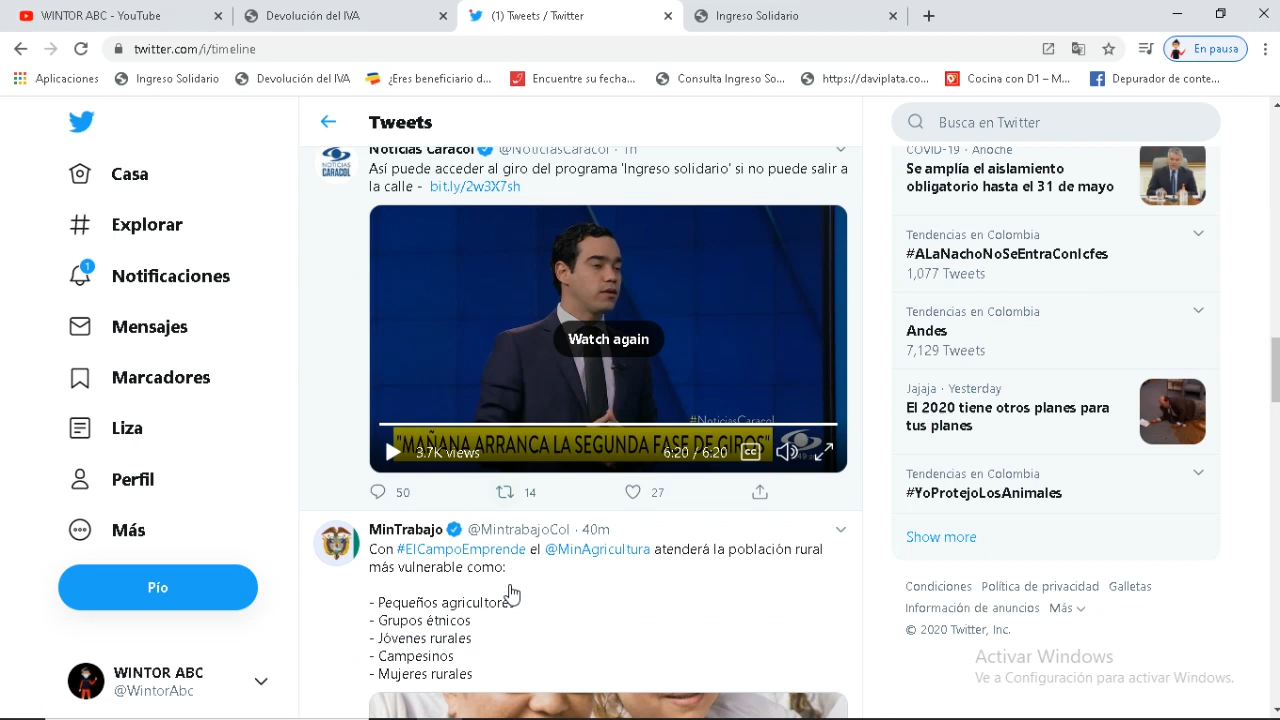 WINTOR ABC - YouTube
Devolución del IVA
(1) Tweets / Twitter
Ingreso Solidario
twitter.com/i/timeline
En pausa
Aplicaciones
Ingreso Solidario
Devolución del IVA
¿Eres beneficiario d...
Encuentre su fecha...
Consulta Ingreso So...
https://daviplata.co...
Cocina con D1 – M...
Depurador de conte...
Casa
Explorar
1
Notificaciones
Mensajes
Marcadores
Liza
Perfil
Más
Pío
WINTOR ABC
@WintorAbc
Tweets
Noticias Caracol @NoticiasCaracol · 1h
NOTICIAS
CARACOL
Así puede acceder al giro del programa 'Ingreso solidario' si no puede salir a
la calle - bit.ly/2w3X7sh
Watch again
#NoticiasCaracol
"MAÑANA ARRANCA LA SEGUNDA FASE DE GIROS"
3.7K views
6:20 / 6:20
CC
50
14
27
MinTrabajo @MintrabajoCol · 40m
Con #ElCampoEmprende el @MinAgricultura atenderá la población rural
más vulnerable como:
- Pequeños agricultores
- Grupos étnicos
- Jóvenes rurales
- Campesinos
- Mujeres rurales
Busca en Twitter
COVID-19 · Anoche
Se amplía el aislamiento
obligatorio hasta el 31 de mayo
Tendencias en Colombia
#ALaNachoNoSeEntraConIcfes
1,077 Tweets
Tendencias en Colombia
Andes
7,129 Tweets
Jajaja · Yesterday
El 2020 tiene otros planes para
tus planes
Tendencias en Colombia
#YoProtejoLosAnimales
Show more
Condiciones Política de privacidad Galletas
Información de anuncios Más
© 2020 Twitter, Inc.
Activar Windows
Ve a Configuración para activar Windows.